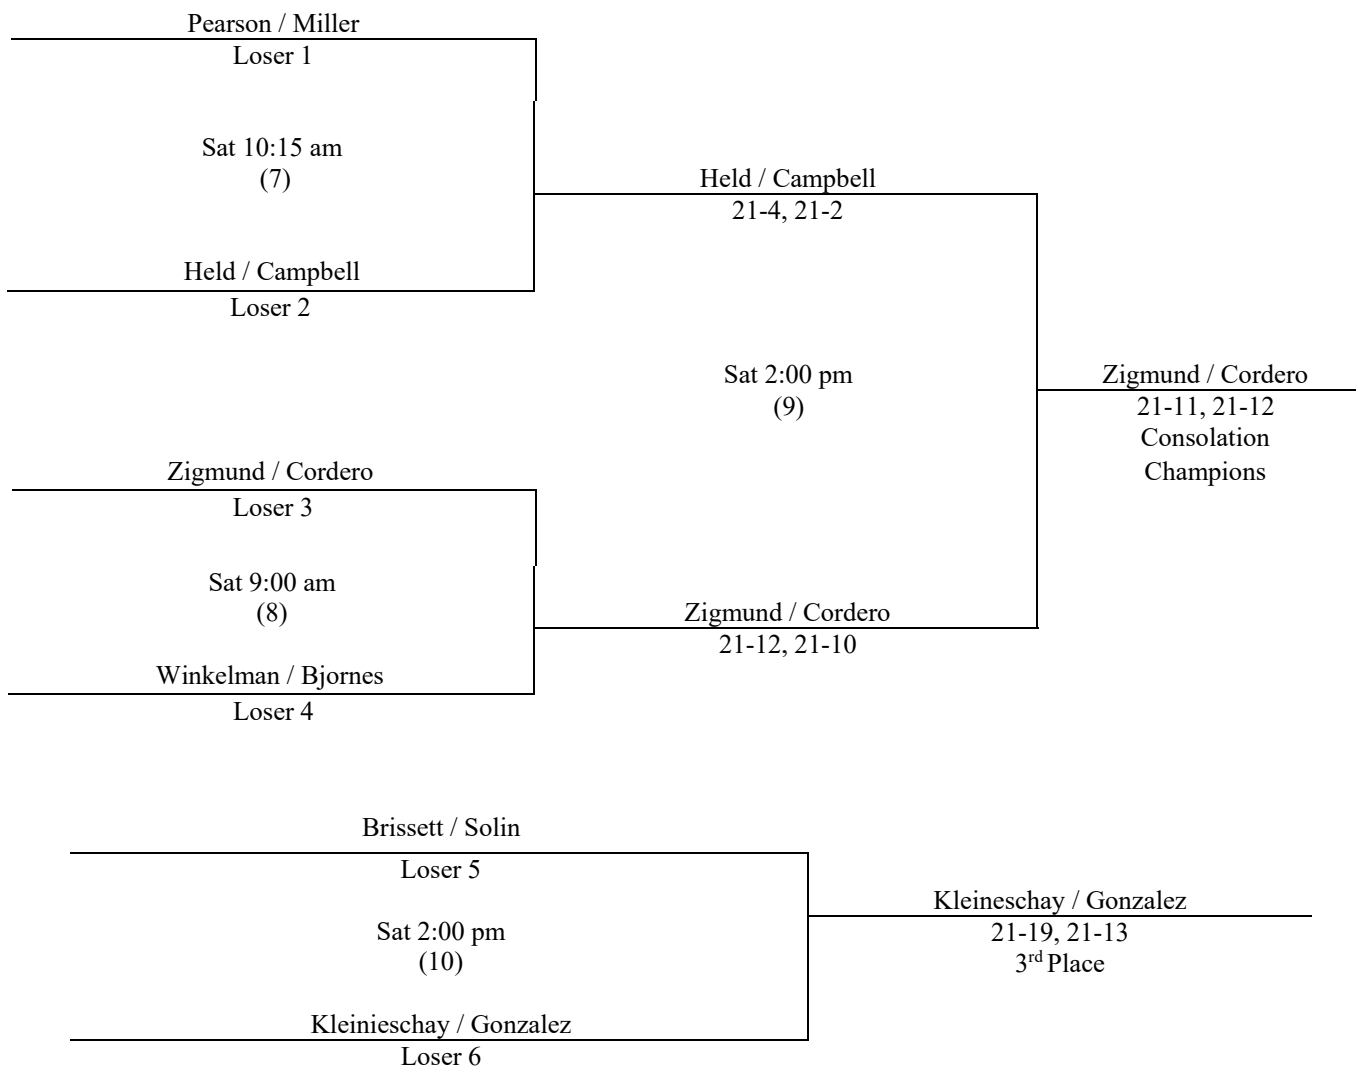 Pearson / Miller
Loser 1
Sat 10:15 am
(7)
Held / Campbell
21-4, 21-2
Held / Campbell
Loser 2
Sat 2:00 pm
(9)
Zigmund / Cordero
21-11, 21-12
Consolation
Champions
Zigmund / Cordero
Loser 3
Sat 9:00 am
(8)
Zigmund / Cordero
21-12, 21-10
Winkelman / Bjornes
Loser 4
Brissett / Solin
Loser 5
Sat 2:00 pm
(10)
Kleineschay / Gonzalez
21-19, 21-13
3rd Place
Kleinieschay / Gonzalez
Loser 6